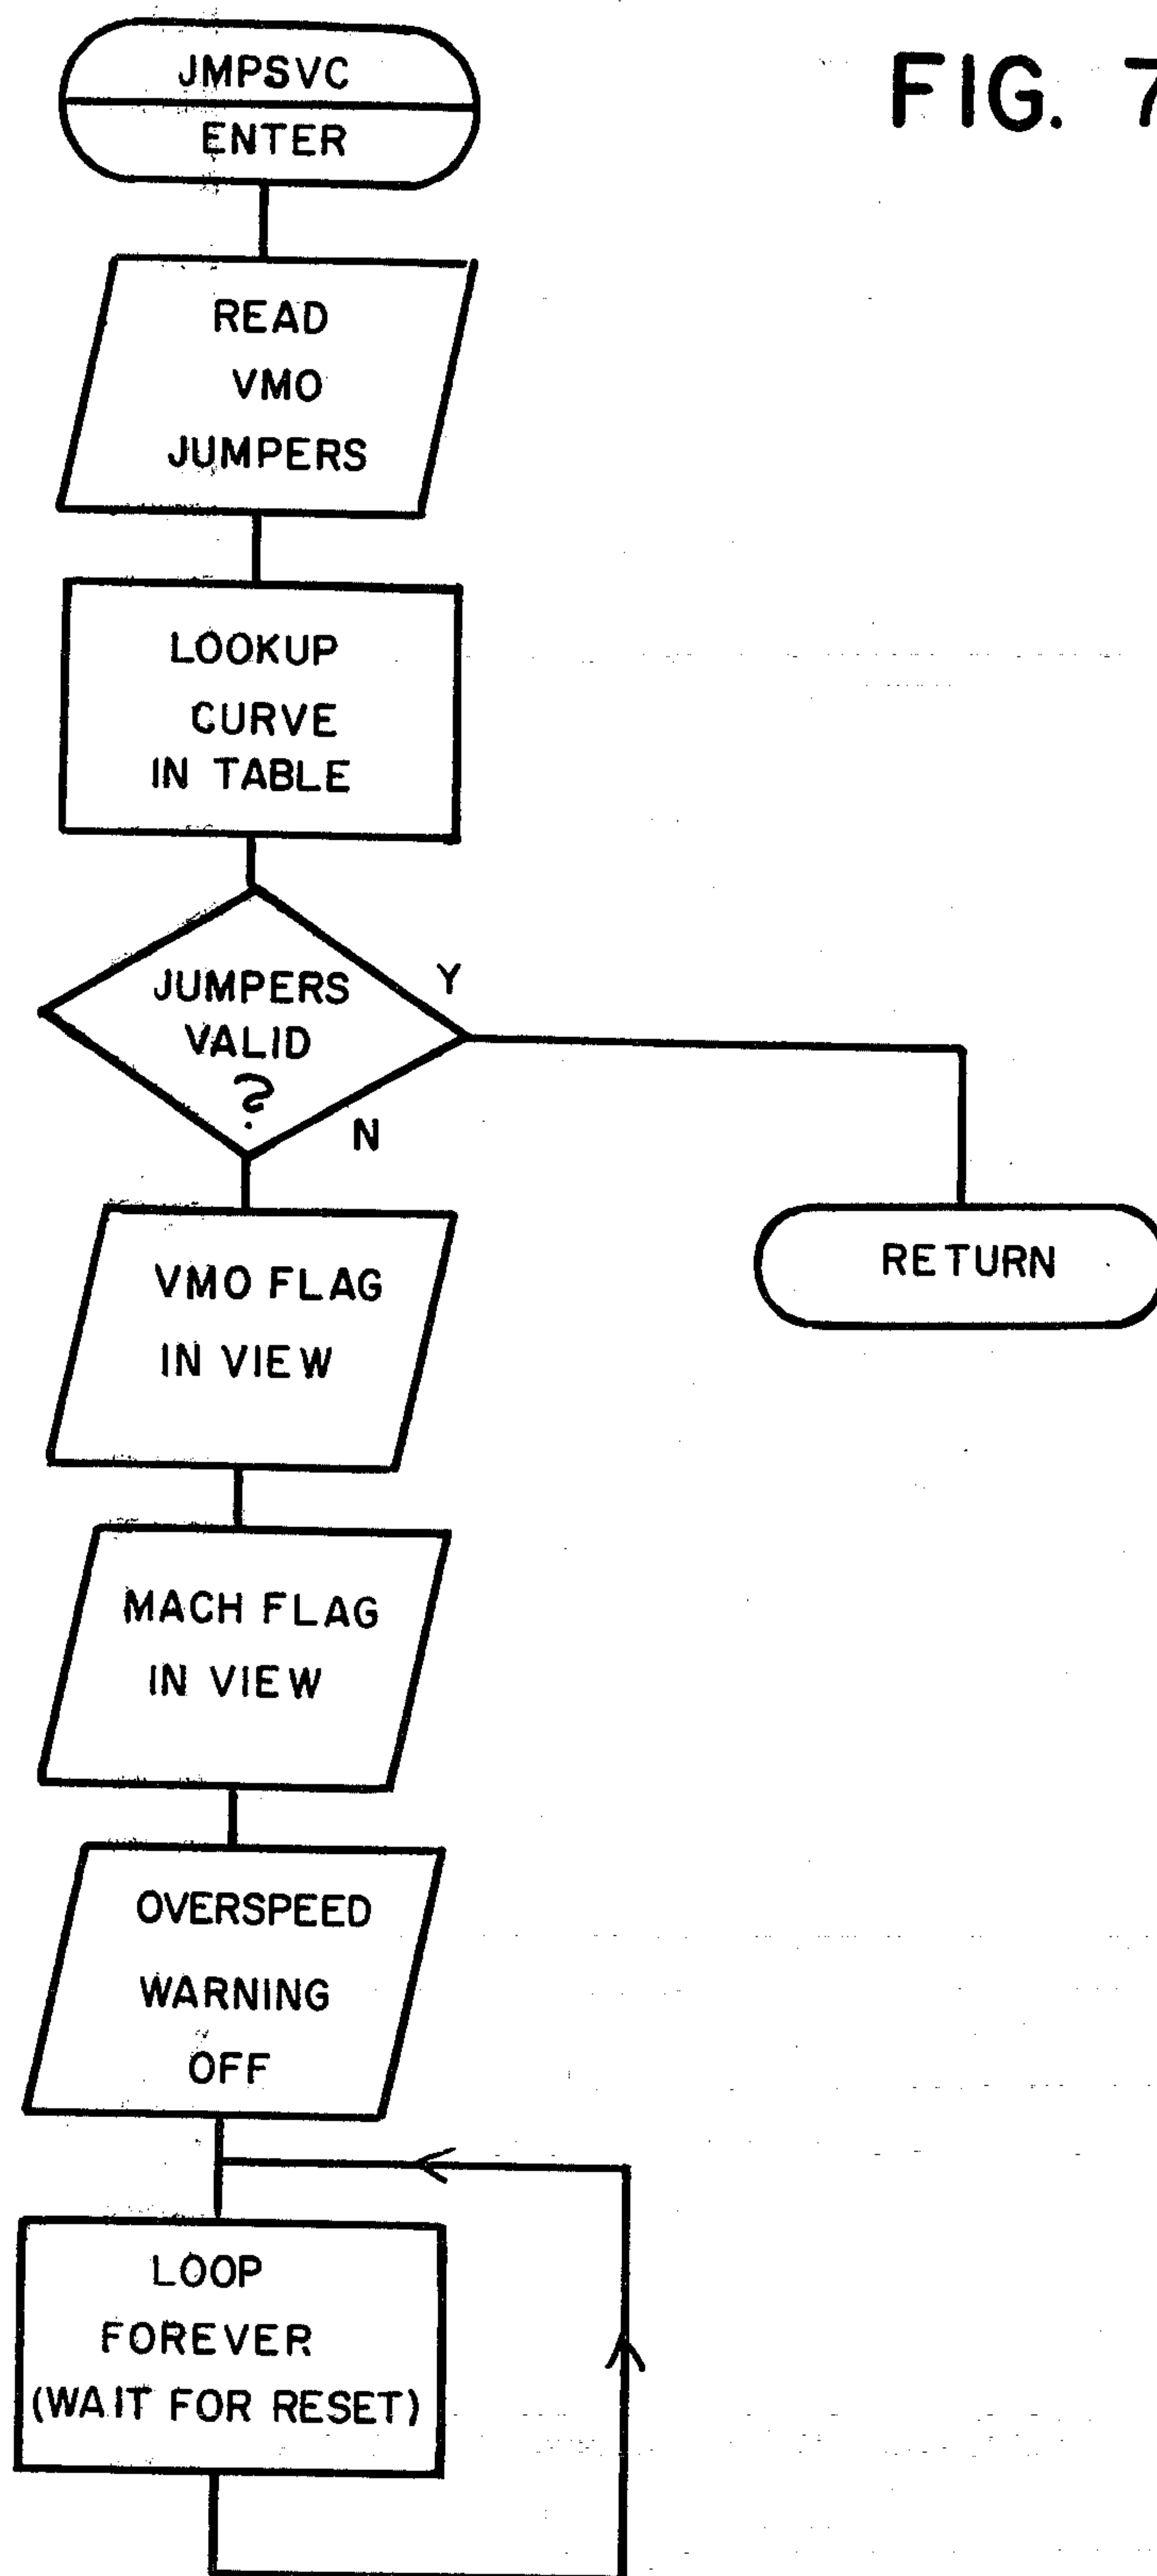 FIG. 7
JMPSVC
ENTER
READ
VMO
JUMPERS
LOOKUP
CURVE
IN TABLE
JUMPERS
VALID
?
Y
N
RETURN
VMO FLAG
IN VIEW
MACH FLAG
IN VIEW
OVERSPEED
WARNING
OFF
LOOP
FOREVER
(WAIT FOR RESET)